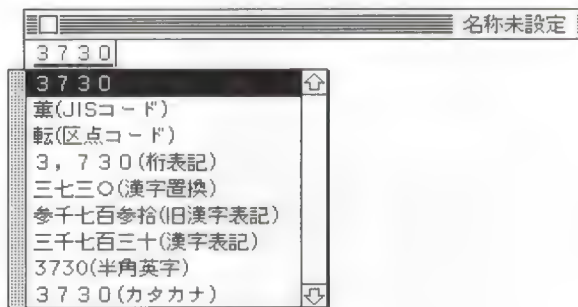 名称未設定
３７３０
３７３０
菫(JISコード)
転(区点コード)
３，７３０(桁表記)
三七三〇(漢字置換)
参千七百参拾(旧漢字表記)
三千七百三十(漢字表記)
3730(半角英字)
３７３０(カタカナ)